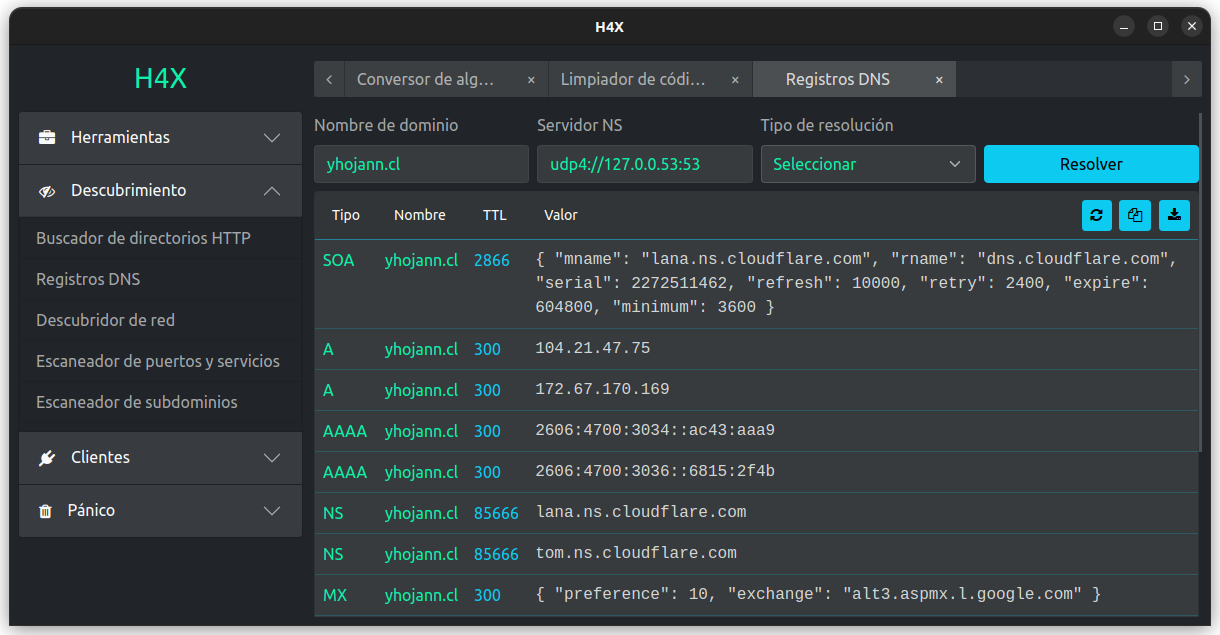 H4X
H4X
Herramientas
Descubrimiento
Buscador de directorios HTTP
Registros DNS
Descubridor de red
Escaneador de puertos y servicios
Escaneador de subdominios
Clientes
Pánico
Conversor de alg... × Limpiador de códi... × Registros DNS ×
Nombre de dominio Servidor NS Tipo de resolución
yhojann.cl udp4://127.0.0.53:53 Seleccionar Resolver
Tipo Nombre TTL Valor
SOA yhojann.cl 2866 { "mname": "lana.ns.cloudflare.com", "rname": "dns.cloudflare.com",
"serial": 2272511462, "refresh": 10000, "retry": 2400, "expire":
604800, "minimum": 3600 }
A yhojann.cl 300 104.21.47.75
A yhojann.cl 300 172.67.170.169
AAAA yhojann.cl 300 2606:4700:3034::ac43:aaa9
AAAA yhojann.cl 300 2606:4700:3036::6815:2f4b
NS yhojann.cl 85666 lana.ns.cloudflare.com
NS yhojann.cl 85666 tom.ns.cloudflare.com
MX yhojann.cl 300 { "preference": 10, "exchange": "alt3.aspmx.l.google.com" }